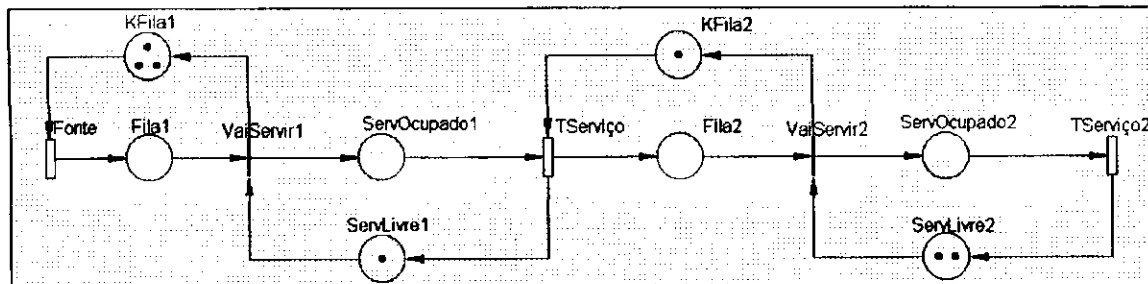 KFila1
KFila2
Fonte
Fila1
VaiServir1
ServOcupado1
TServiço
Fila2
VaiServir2
ServOcupado2
TServiço2
ServLivre1
ServLivre2